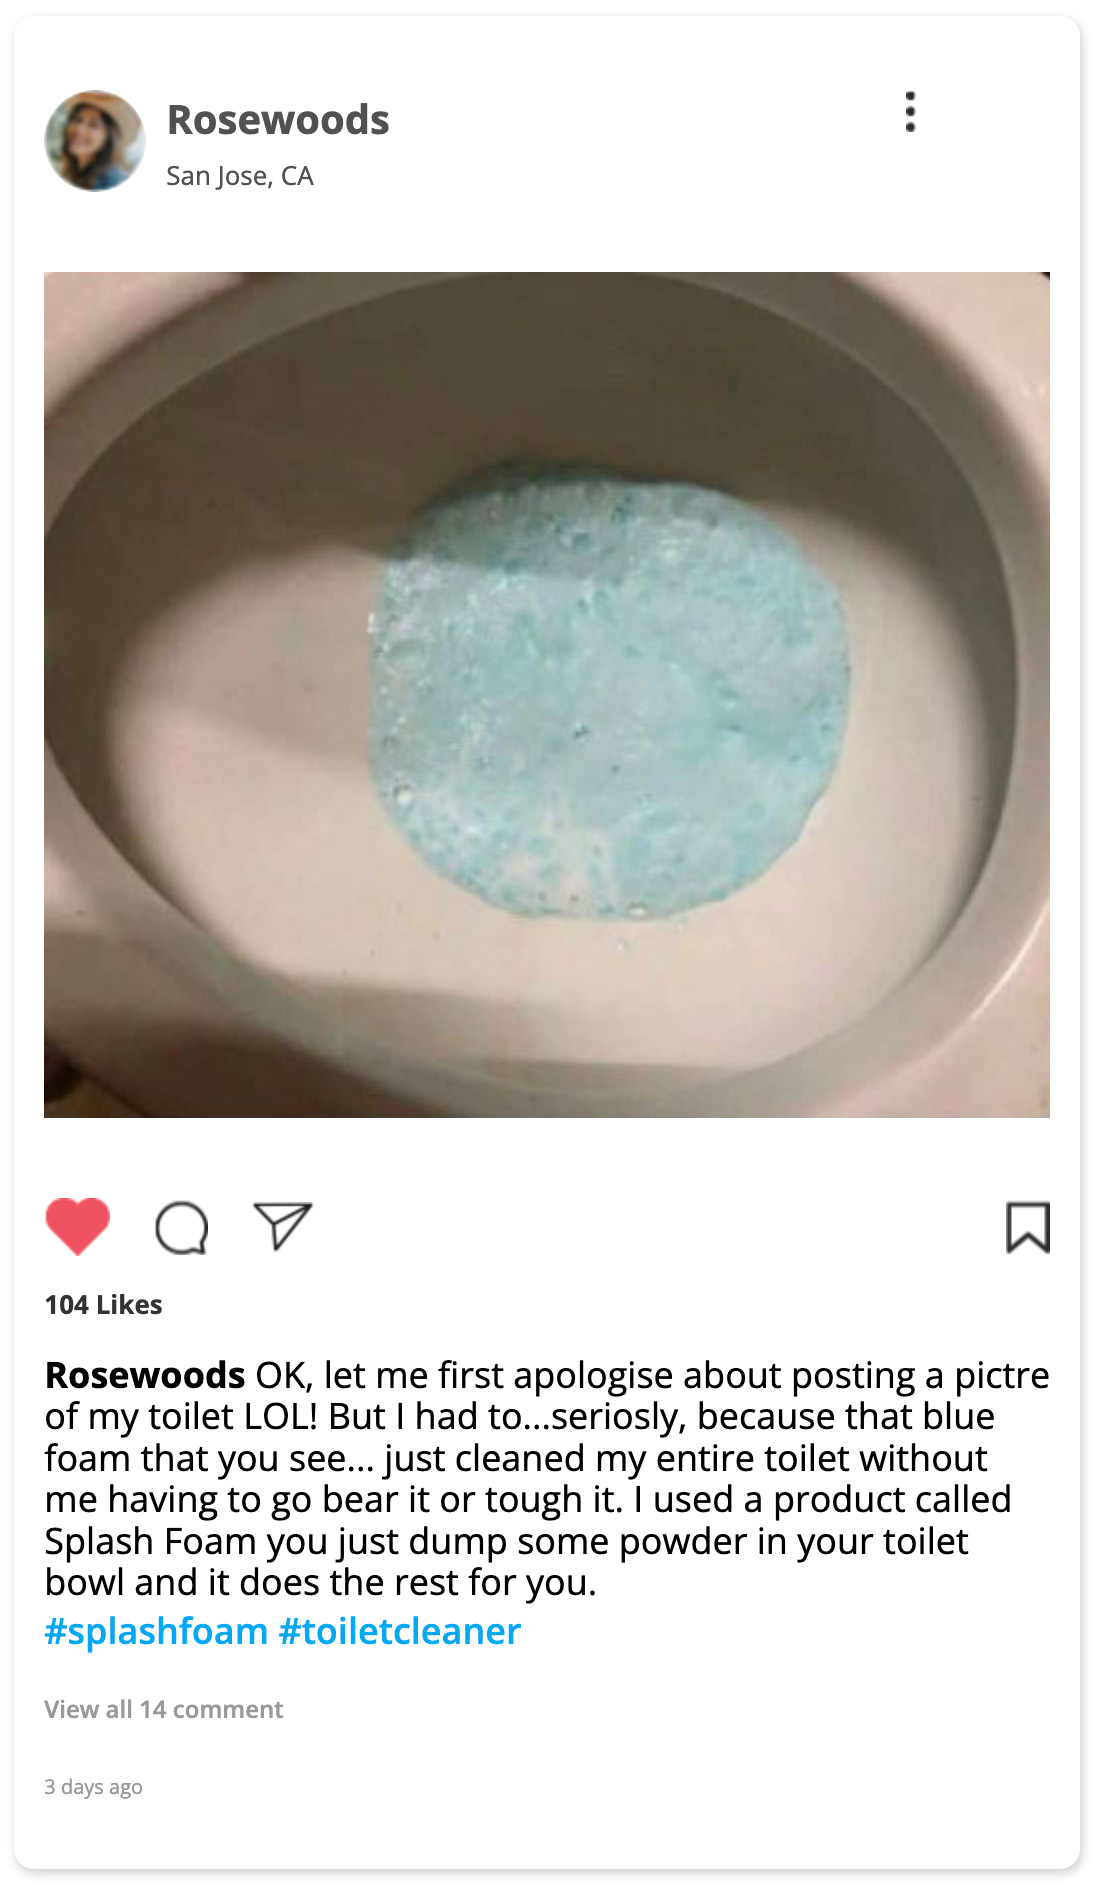 Rosewoods
San Jose, CA
104 Likes
Rosewoods OK, let me first apologise about posting a pictre
of my toilet LOL! But I had to...seriosly, because that blue
foam that you see... just cleaned my entire toilet without
me having to go bear it or tough it. I used a product called
Splash Foam you just dump some powder in your toilet
bowl and it does the rest for you.
#splashfoam #toiletcleaner
View all 14 comment
3 days ago